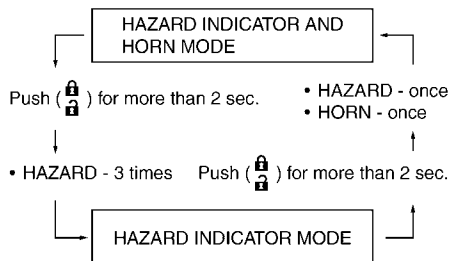 HAZARD INDICATOR AND
HORN MODE
Push ( ) for more than 2 sec.
• HAZARD - once
• HORN - once
• HAZARD - 3 times
Push ( ) for more than 2 sec.
HAZARD INDICATOR MODE